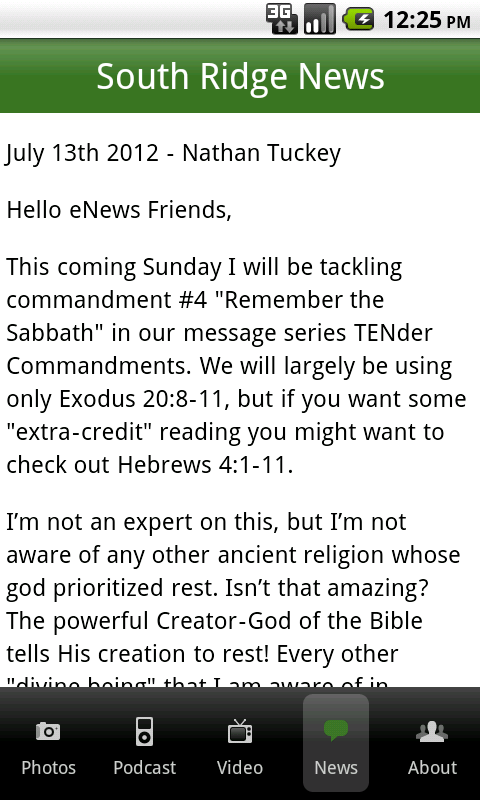 3G
12:25 PM
South Ridge News
July 13th 2012 - Nathan Tuckey
Hello eNews Friends,
This coming Sunday I will be tackling
commandment #4 "Remember the
Sabbath" in our message series TENder
Commandments. We will largely be using
only Exodus 20:8-11, but if you want some
"extra-credit" reading you might want to
check out Hebrews 4:1-11.
I’m not an expert on this, but I’m not
aware of any other ancient religion whose
god prioritized rest. Isn’t that amazing?
The powerful Creator-God of the Bible
tells His creation to rest! Every other
"divine being" that I am aware of in
Photos
Podcast
Video
News
About